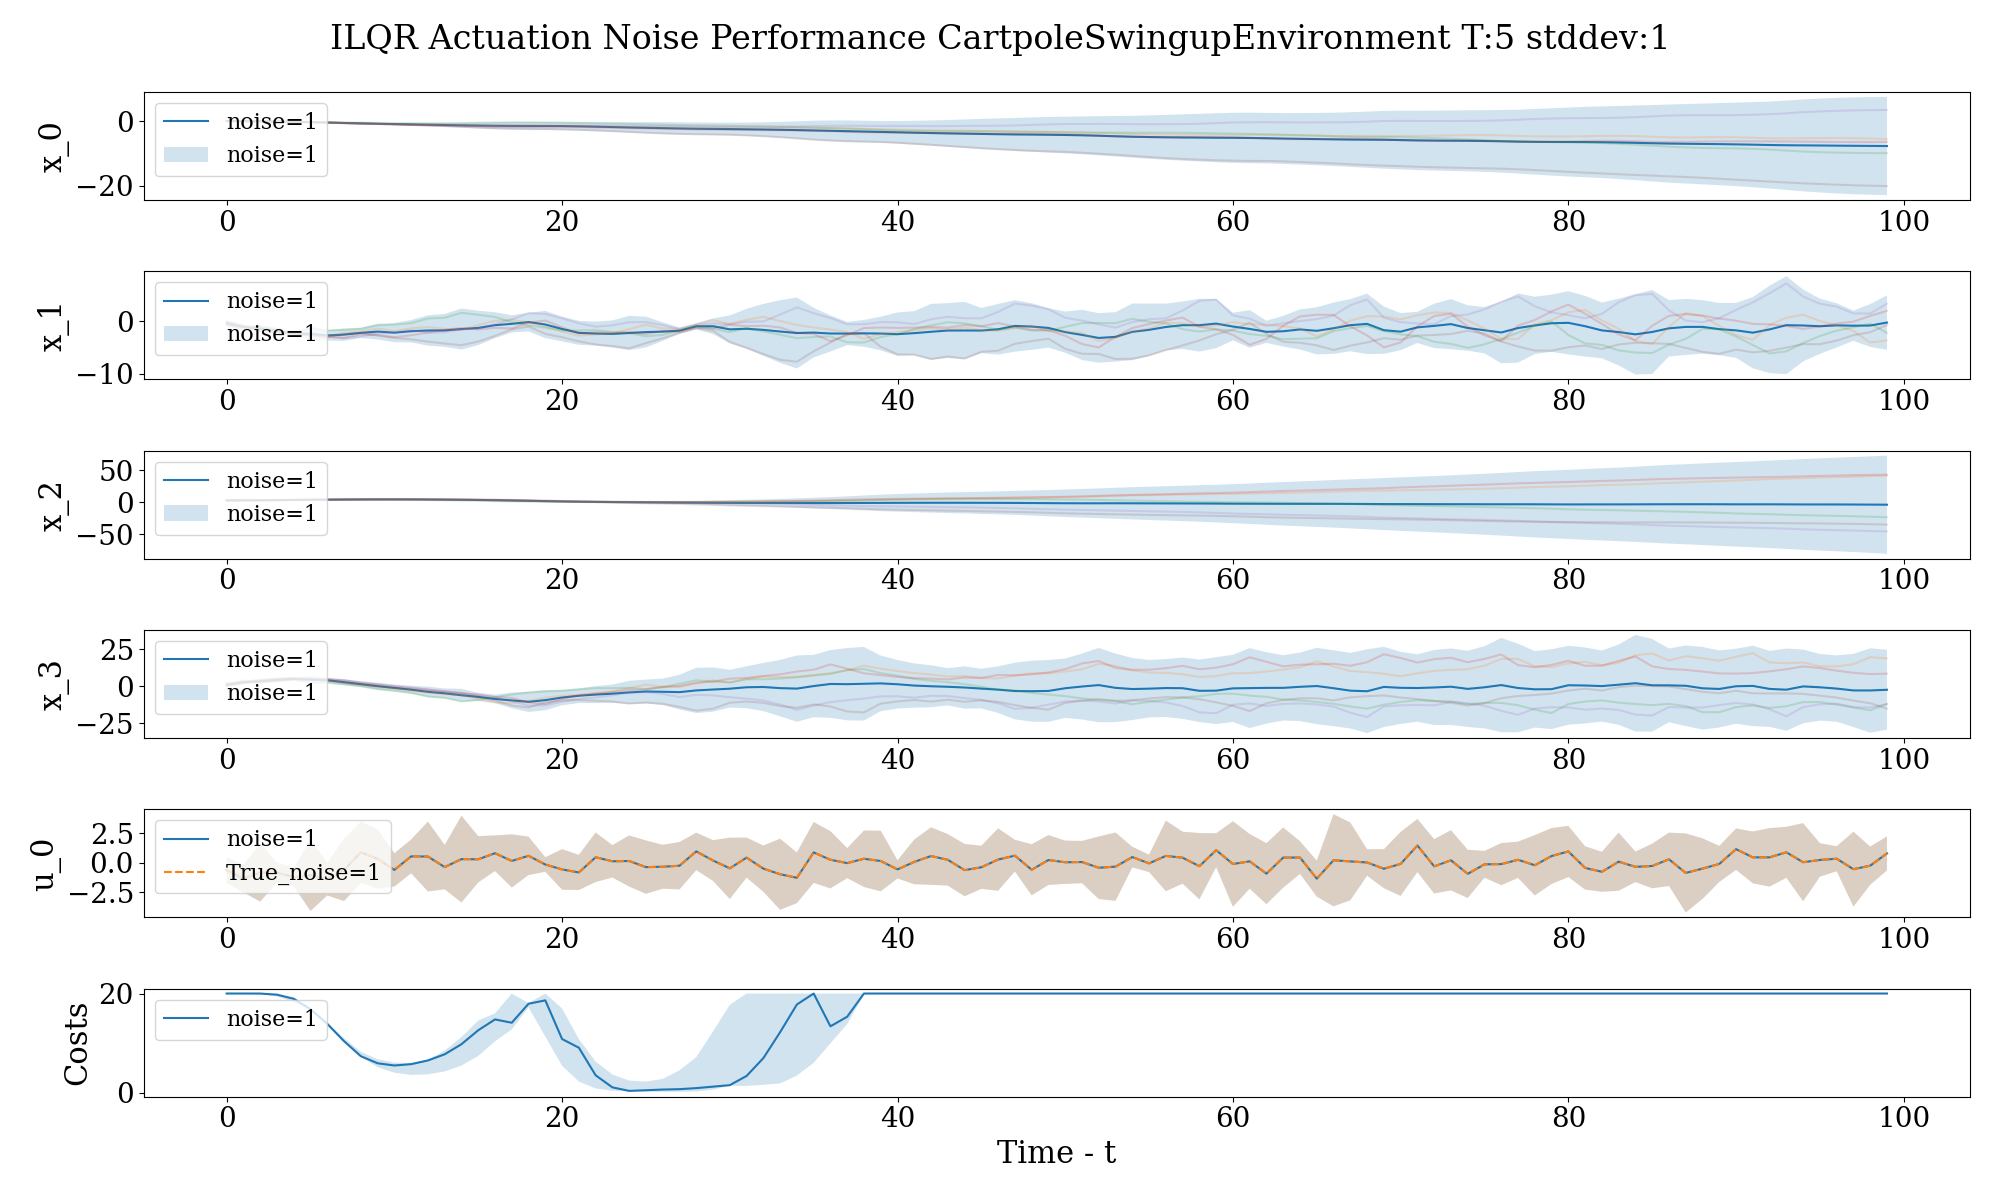 ILQR Actuation Noise Performance CartpoleSwingupEnvironment T:5 stddev:1
x_0
0
−20
noise=1
noise=1
0 20 40 60 80 100
x_1
0
−10
noise=1
noise=1
0 20 40 60 80 100
x_2
50
0
−50
noise=1
noise=1
0 20 40 60 80 100
x_3
25
0
−25
noise=1
noise=1
0 20 40 60 80 100
u_0
2.5
0.0
−2.5
noise=1
True_noise=1
0 20 40 60 80 100
Costs
20
0
noise=1
0 20 40 60 80 100
Time - t